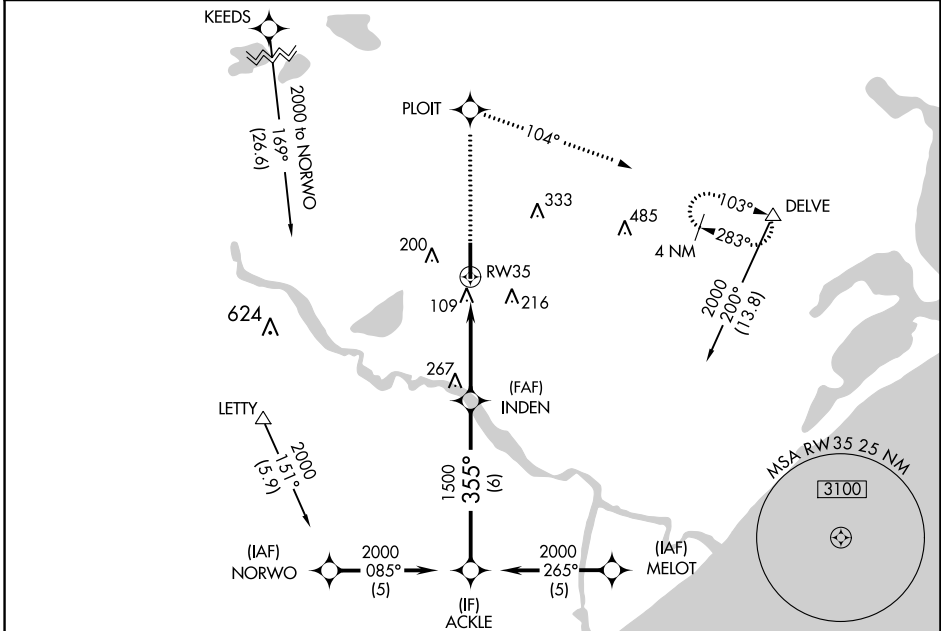 KEEDS
2000 to NORWO
169°
(26.6)
PLOIT
104°
333
485
103°
DELVE
283°
4 NM
200
RW35
109
216
2000
200°
(13.8)
624
267
(FAF)
INDEN
LETTY
2000
151°
(5.9)
1500
355°
(6)
MSA RW35 25 NM
3100
(IAF)
NORWO
2000
085°
(5)
2000
265°
(5)
(IAF)
MELOT
(IF)
ACKLE